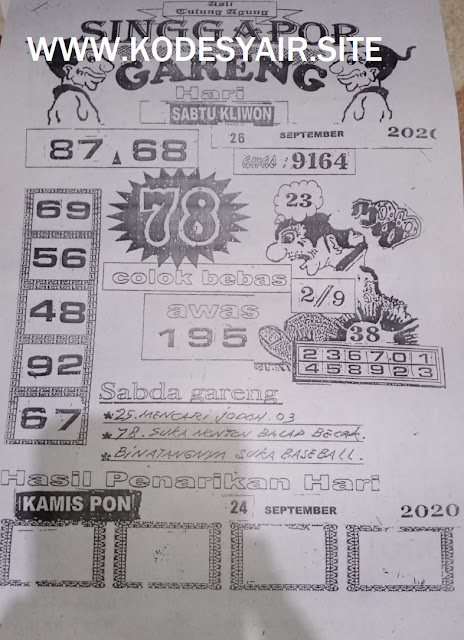 Asli
Tulung Agung
SINGGAPOR
WWW.KODESYAIR.SITE
GARENG
Hari
SABTU KLIWON
26 SEPTEMBER 2020
87 68
awas : 9164
69
78
23
56
colok bebas
2/9
48
awas
195
38
236701
458923
92
67
Sabda gareng
*25. MENCARI JODOH. 03
*78. SUKA NONTON BALAP BECAK.
*BINATANGNYA SUKA BASEBALL.
Hasil Penarikan Hari
KAMIS PON
24 SEPTEMBER 2020